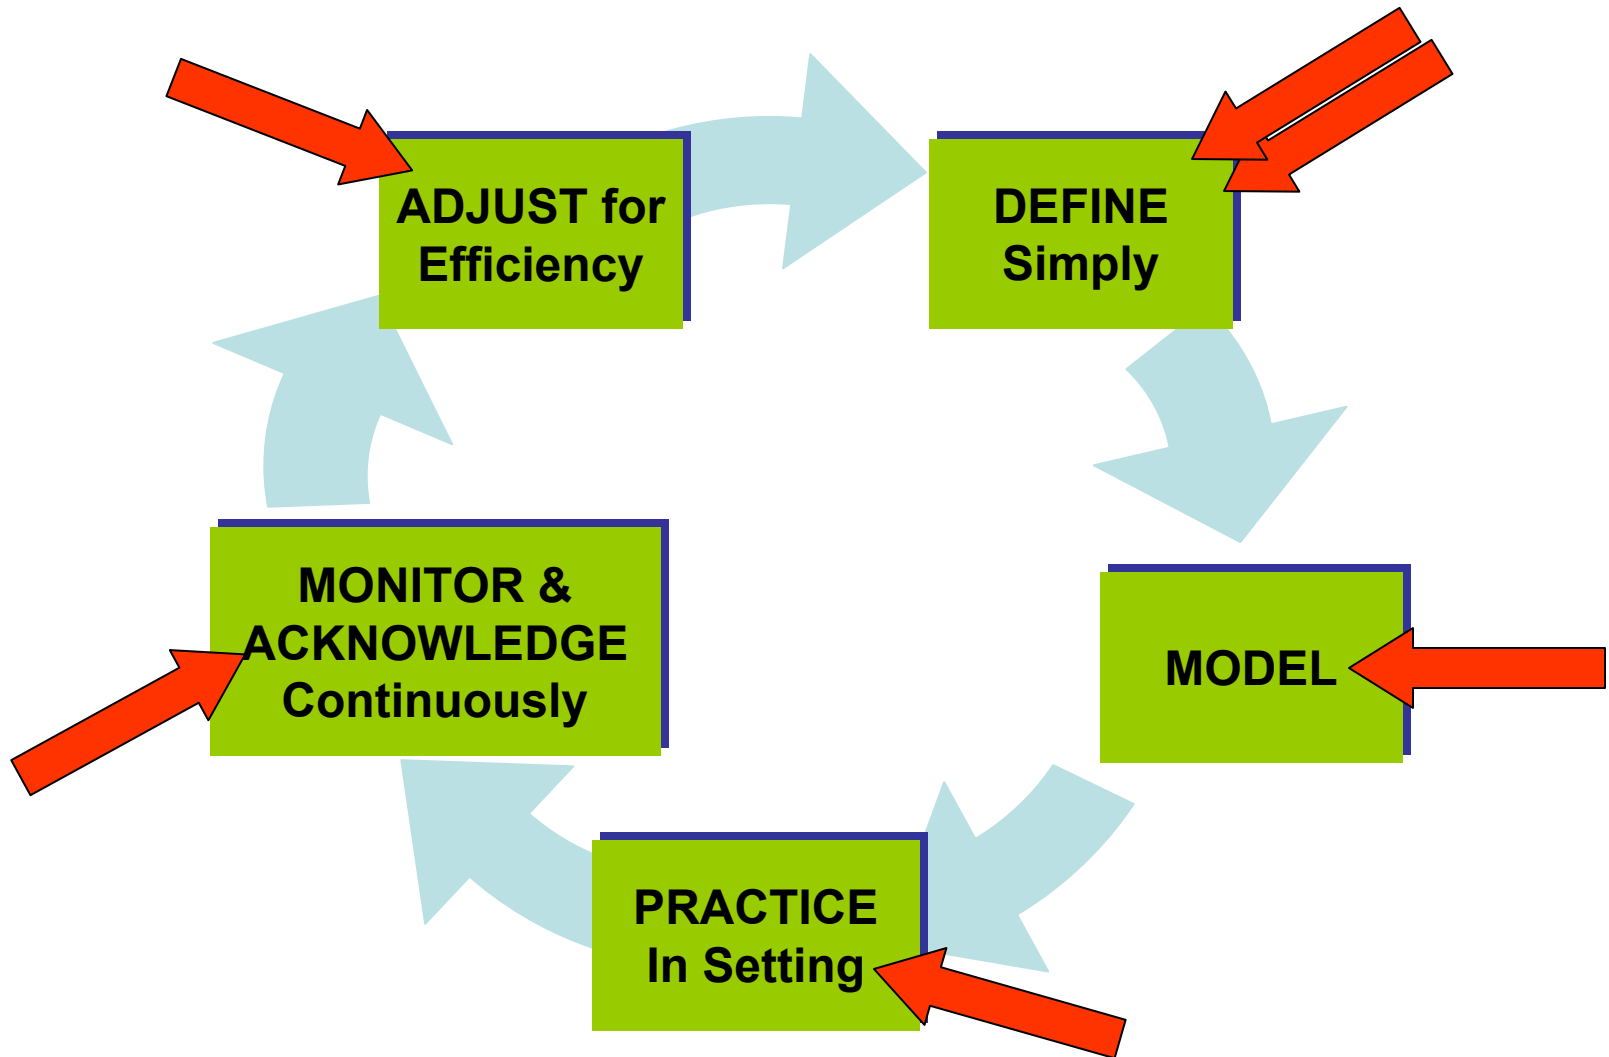 ADJUST for
Efficiency
DEFINE
Simply
MODEL
PRACTICE
In Setting
MONITOR &
ACKNOWLEDGE
Continuously